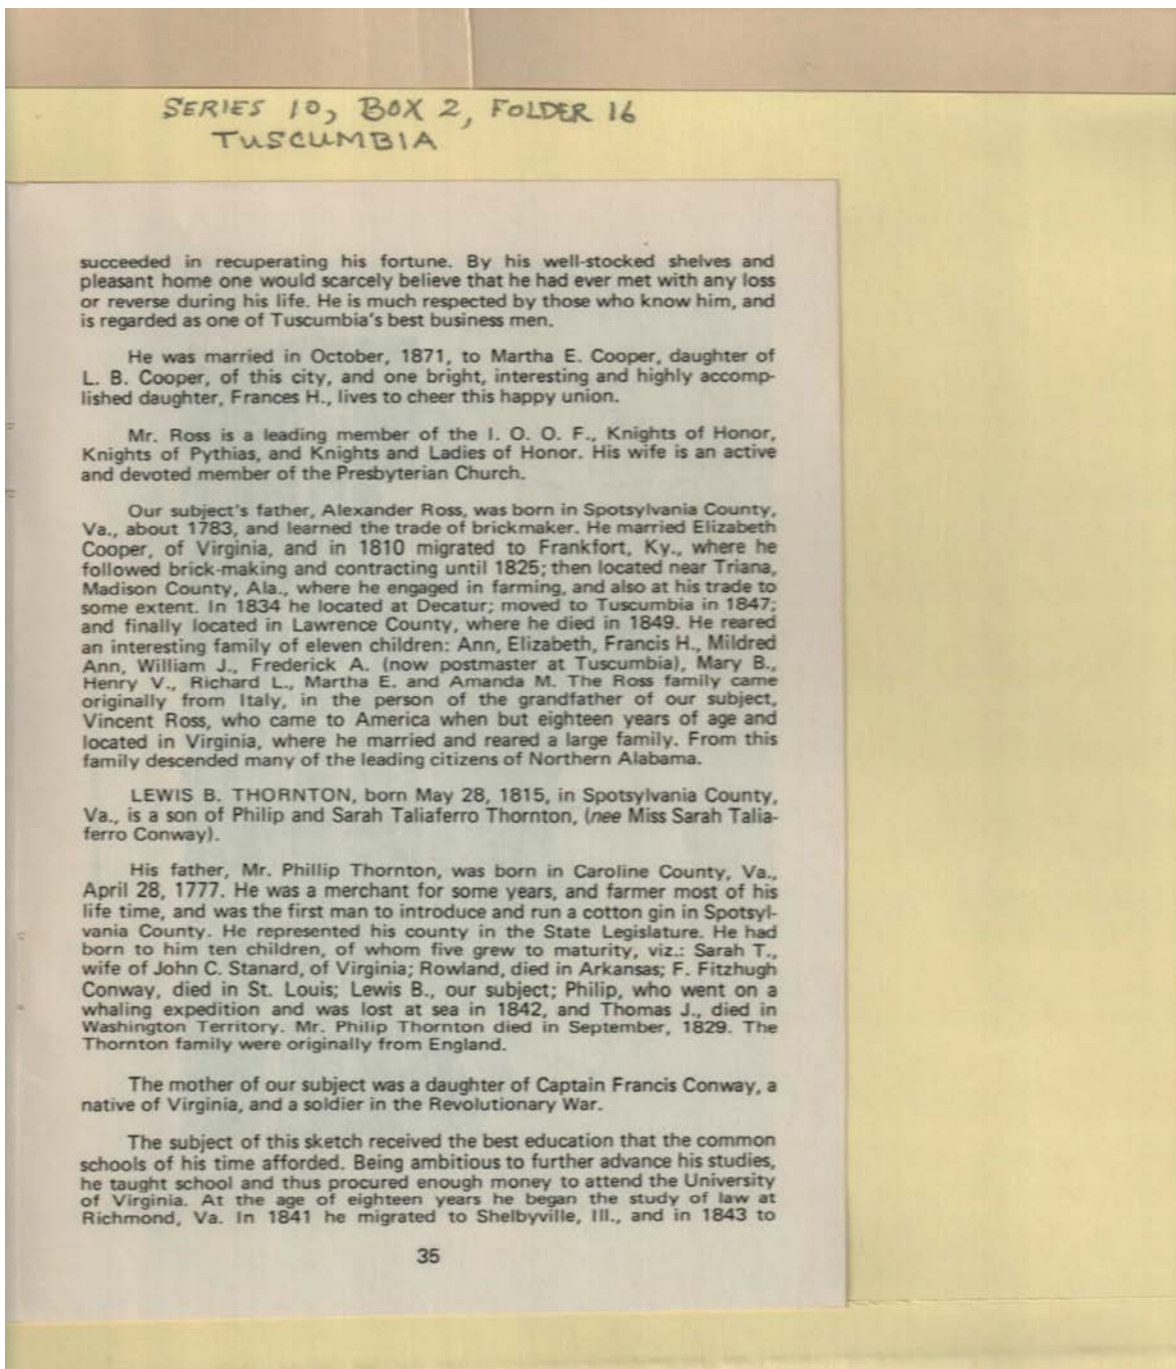 SERIES 10, BOX 2, FOLDER 16
TUSCUMBIA
succeeded in recuperating his fortune. By his well-stocked shelves and
pleasant home one would scarcely believe that he had ever met with any loss
or reverse during his life. He is much respected by those who know him, and
is regarded as one of Tuscumbia's best business men.
He was married in October, 1871, to Martha E. Cooper, daughter of
L. B. Cooper, of this city, and one bright, interesting and highly accomp-
lished daughter, Frances H., lives to cheer this happy union.
Mr. Ross is a leading member of the I. O. O. F., Knights of Honor,
Knights of Pythias, and Knights and Ladies of Honor. His wife is an active
and devoted member of the Presbyterian Church.
Our subject's father, Alexander Ross, was born in Spotsylvania County,
Va., about 1783, and learned the trade of brickmaker. He married Elizabeth
Cooper, of Virginia, and in 1810 migrated to Frankfort, Ky., where he
followed brick-making and contracting until 1825; then located near Triana,
Madison County, Ala., where he engaged in farming, and also at his trade to
some extent. In 1834 he located at Decatur; moved to Tuscumbia in 1847;
and finally located in Lawrence County, where he died in 1849. He reared
an interesting family of eleven children: Ann, Elizabeth, Francis H., Mildred
Ann, William J., Frederick A. (now postmaster at Tuscumbia), Mary B.,
Henry V., Richard L., Martha E. and Amanda M. The Ross family came
originally from Italy, in the person of the grandfather of our subject,
Vincent Ross, who came to America when but eighteen years of age and
located in Virginia, where he married and reared a large family. From this
family descended many of the leading citizens of Northern Alabama.
LEWIS B. THORNTON, born May 28, 1815, in Spotsylvania County,
Va., is a son of Philip and Sarah Taliaferro Thornton, (nee Miss Sarah Talia-
ferro Conway).
His father, Mr. Phillip Thornton, was born in Caroline County, Va.,
April 28, 1777. He was a merchant for some years, and farmer most of his
life time, and was the first man to introduce and run a cotton gin in Spotsyl-
vania County. He represented his county in the State Legislature. He had
born to him ten children, of whom five grew to maturity, viz.: Sarah T.,
wife of John C. Stanard, of Virginia; Rowland, died in Arkansas; F. Fitzhugh
Conway, died in St. Louis; Lewis B., our subject; Philip, who went on a
whaling expedition and was lost at sea in 1842, and Thomas J., died in
Washington Territory. Mr. Philip Thornton died in September, 1829. The
Thornton family were originally from England.
The mother of our subject was a daughter of Captain Francis Conway, a
native of Virginia, and a soldier in the Revolutionary War.
The subject of this sketch received the best education that the common
schools of his time afforded. Being ambitious to further advance his studies,
he taught school and thus procured enough money to attend the University
of Virginia. At the age of eighteen years he began the study of law at
Richmond, Va. In 1841 he migrated to Shelbyville, Ill., and in 1843 to
35